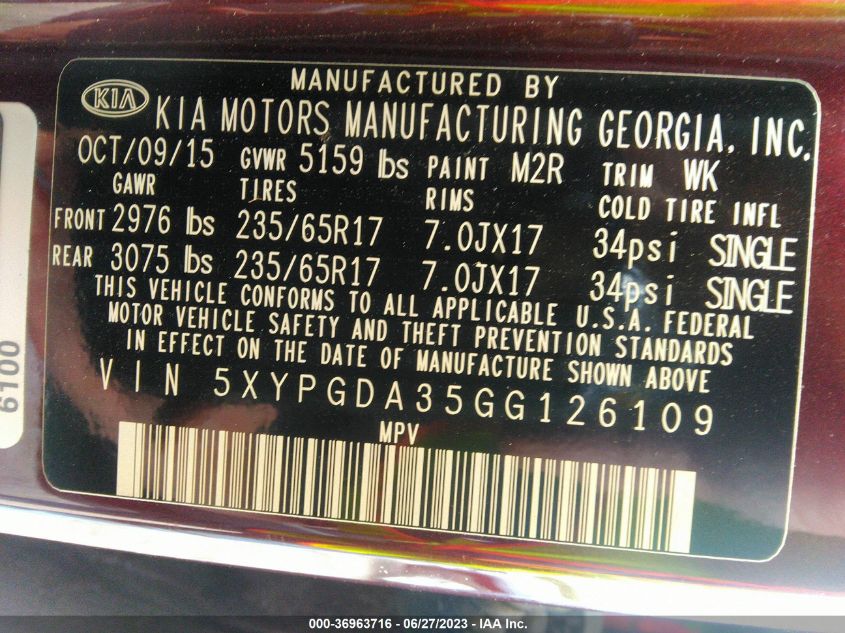 MANUFACTURED BY
KIA KIA MOTORS MANUFACTURING GEORGIA, INC.
OCT/09/15 GVWR 5159 lbs PAINT M2R TRIM WK
GAWR TIRES RIMS COLD TIRE INFL
FRONT 2976 lbs 235/65R17 7.0JX17 34psi SINGLE
REAR 3075 lbs 235/65R17 7.0JX17 34psi SINGLE
THIS VEHICLE CONFORMS TO ALL APPLICABLE U.S.A. FEDERAL
MOTOR VEHICLE SAFETY AND THEFT PREVENTION STANDARDS
IN EFFECT ON THE DATE OF MANUFACTURE SHOWN ABOVE
VIN 5XYPGDA35GG126109
MPV
6100
000-36963716 - 06/27/2023 - IAA Inc.